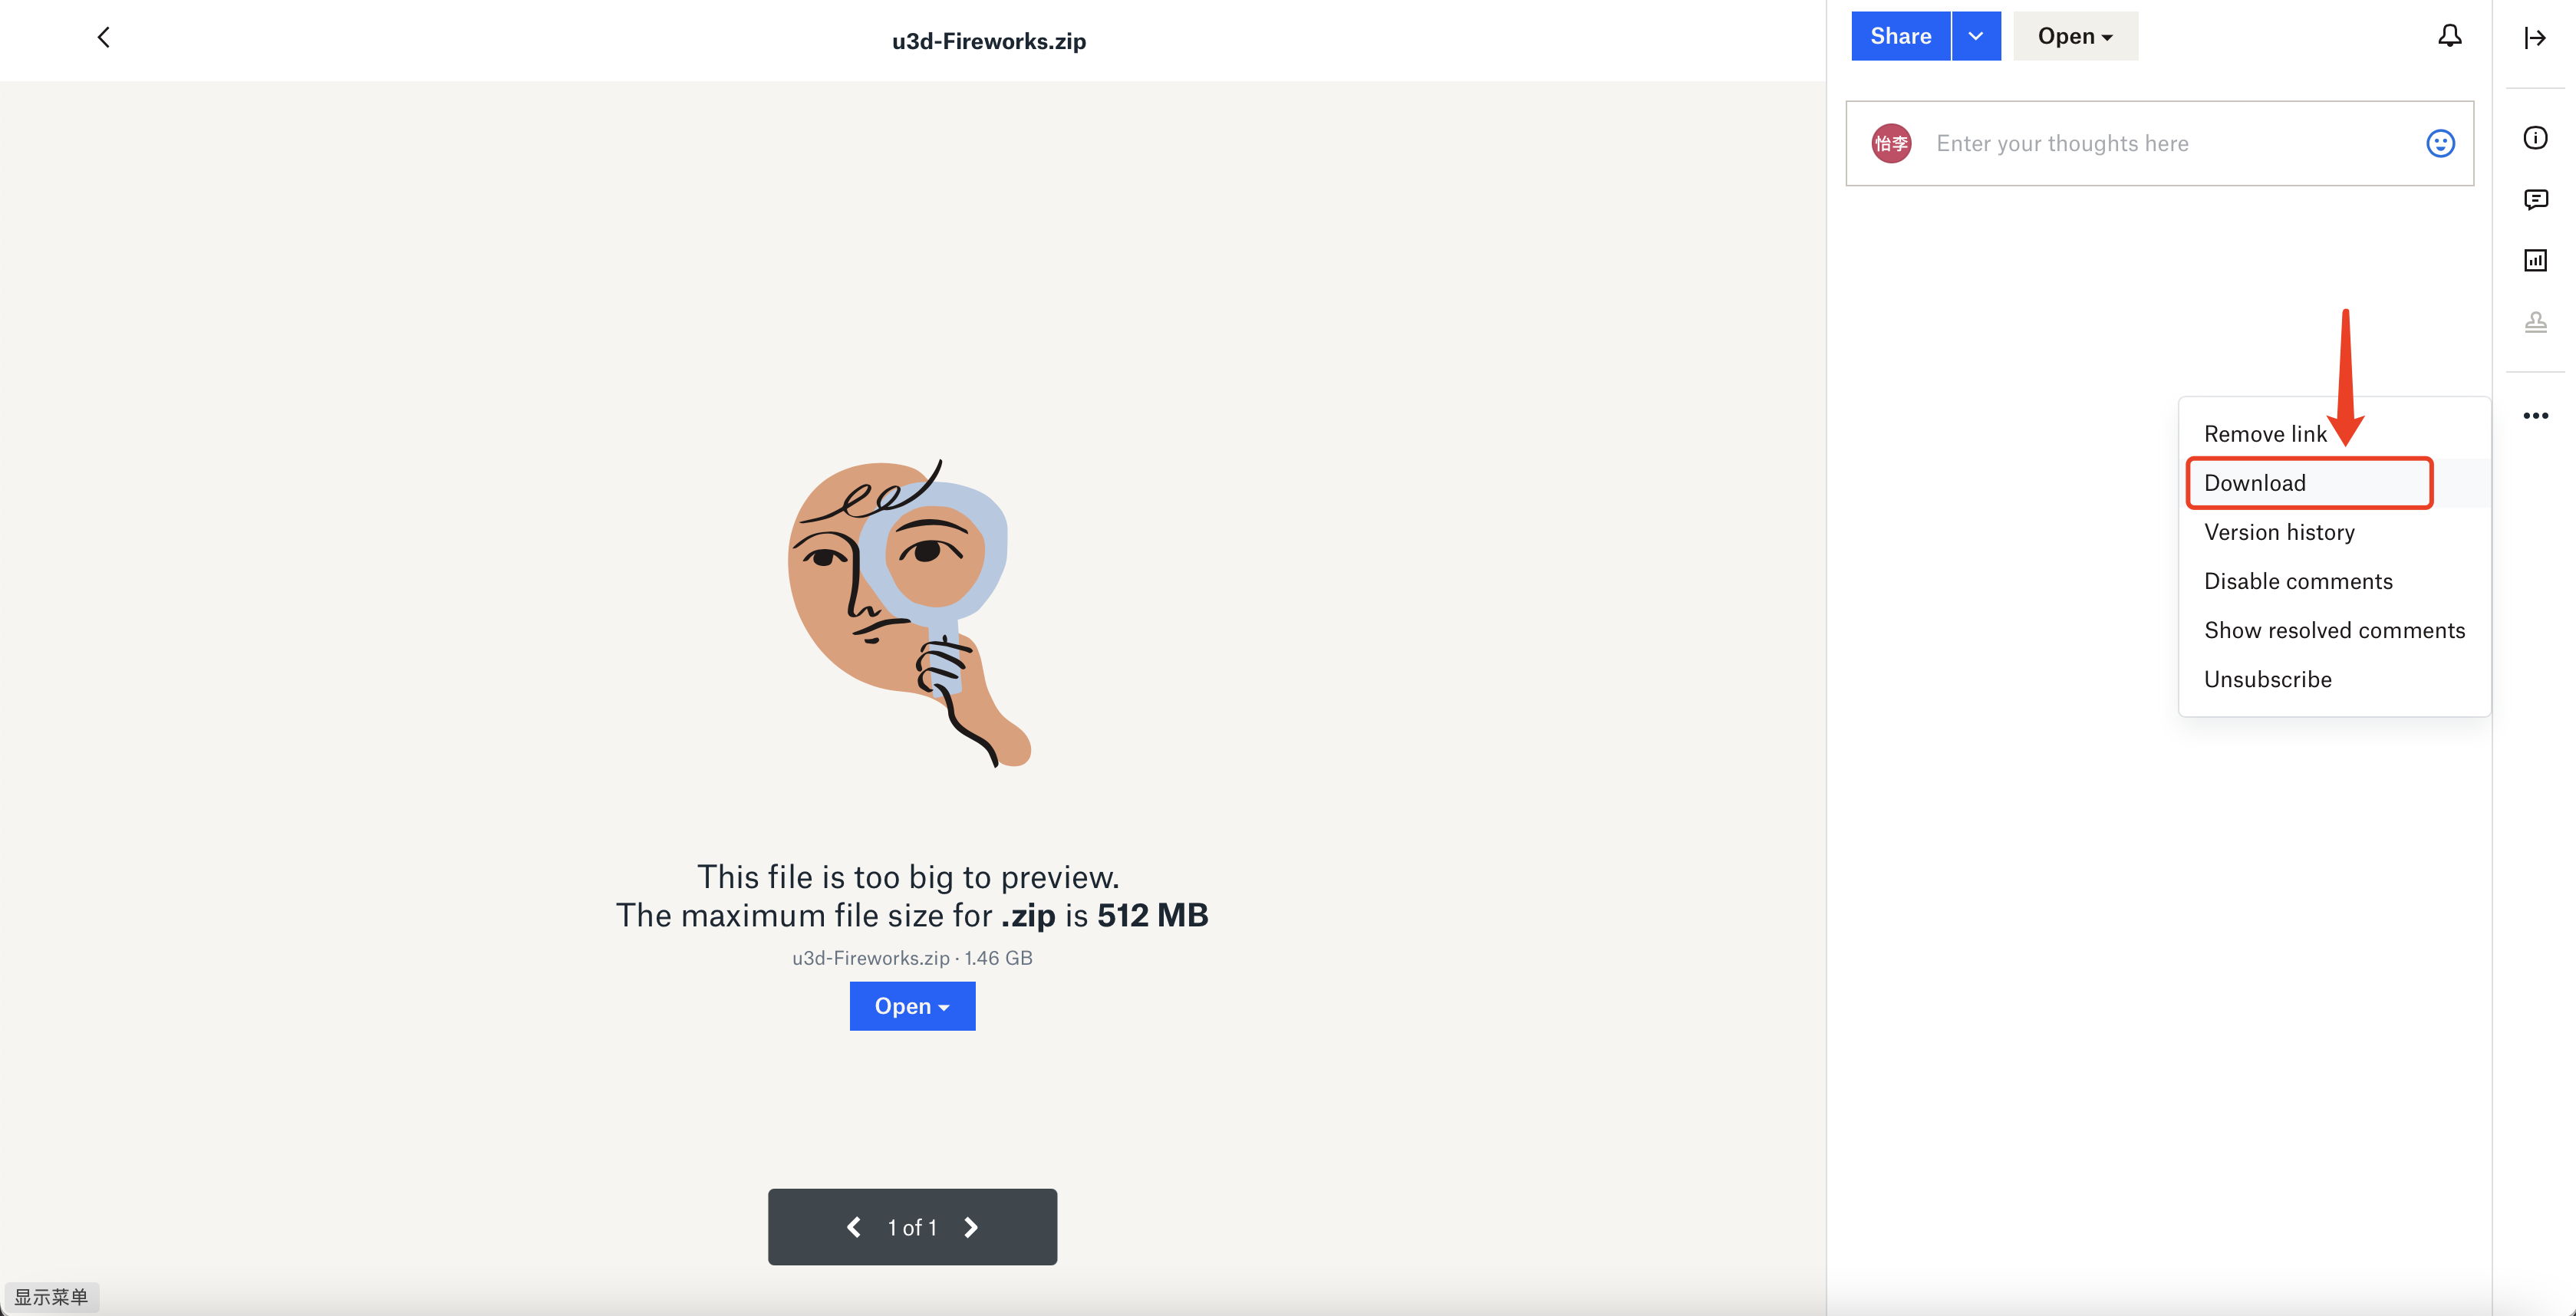 u3d-Fireworks.zip
Share
Open
怡李
Enter your thoughts here
Remove link
Download
Version history
Disable comments
Show resolved comments
Unsubscribe
This file is too big to preview.
The maximum file size for .zip is 512 MB
u3d-Fireworks.zip · 1.46 GB
Open
1 of 1
显示菜单